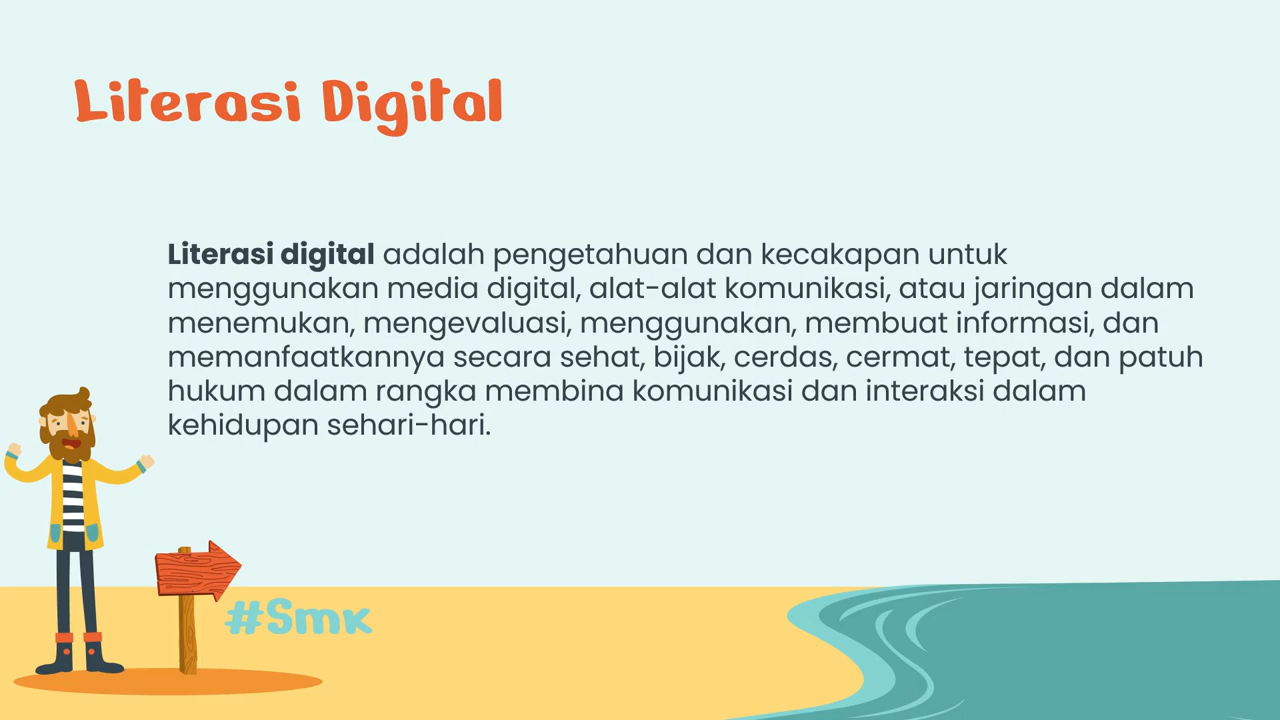 Literasi Digital
Literasi digital adalah pengetahuan dan kecakapan untuk
menggunakan media digital, alat-alat komunikasi, atau jaringan dalam
menemukan, mengevaluasi, menggunakan, membuat informasi, dan
memanfaatkannya secara sehat, bijak, cerdas, cermat, tepat, dan patuh
hukum dalam rangka membina komunikasi dan interaksi dalam
kehidupan sehari-hari.
#Smk